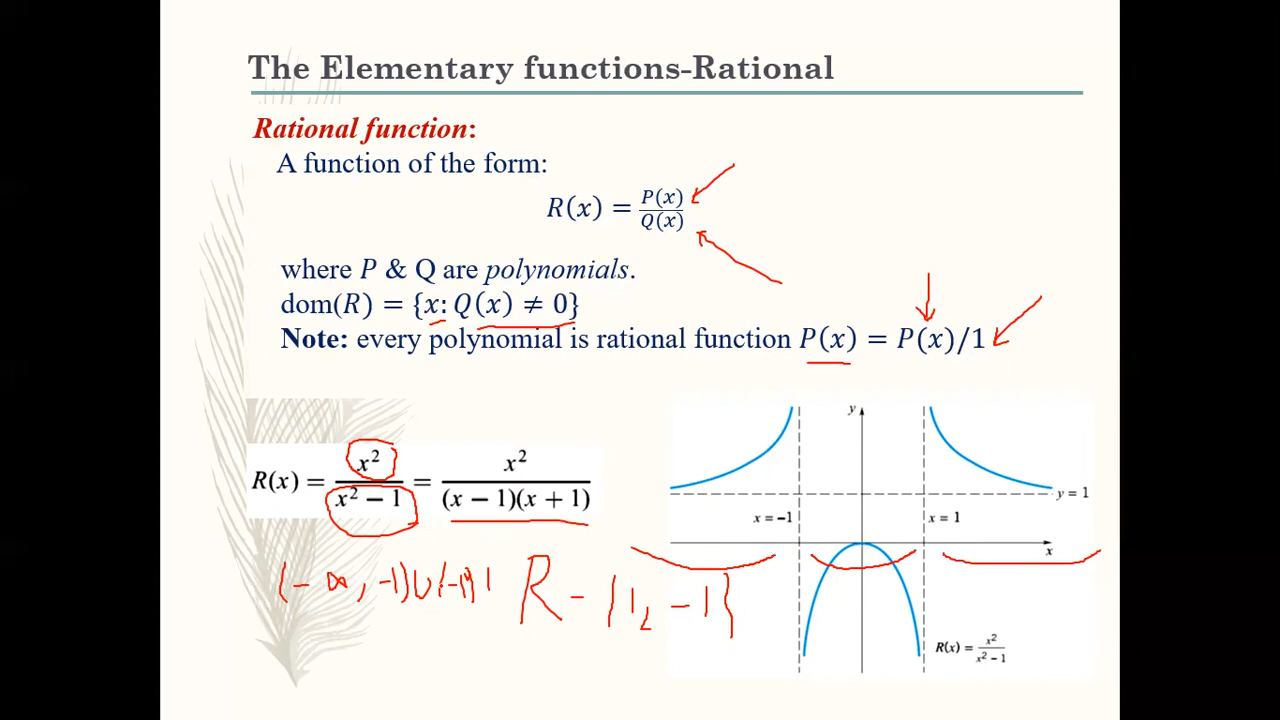 The Elementary functions-Rational
Rational function:
A function of the form:
R(x) = P(x)/Q(x)
where P & Q are polynomials.
dom(R) = {x: Q(x) ≠ 0}
Note: every polynomial is rational function P(x) = P(x)/1
R(x) = x²/(x² − 1) = x²/((x − 1)(x + 1))
y
y = 1
x = −1
x = 1
x
R(x) = x²/(x² − 1)
(-∞, -1)∪(-1, 1
R - {1, -1}